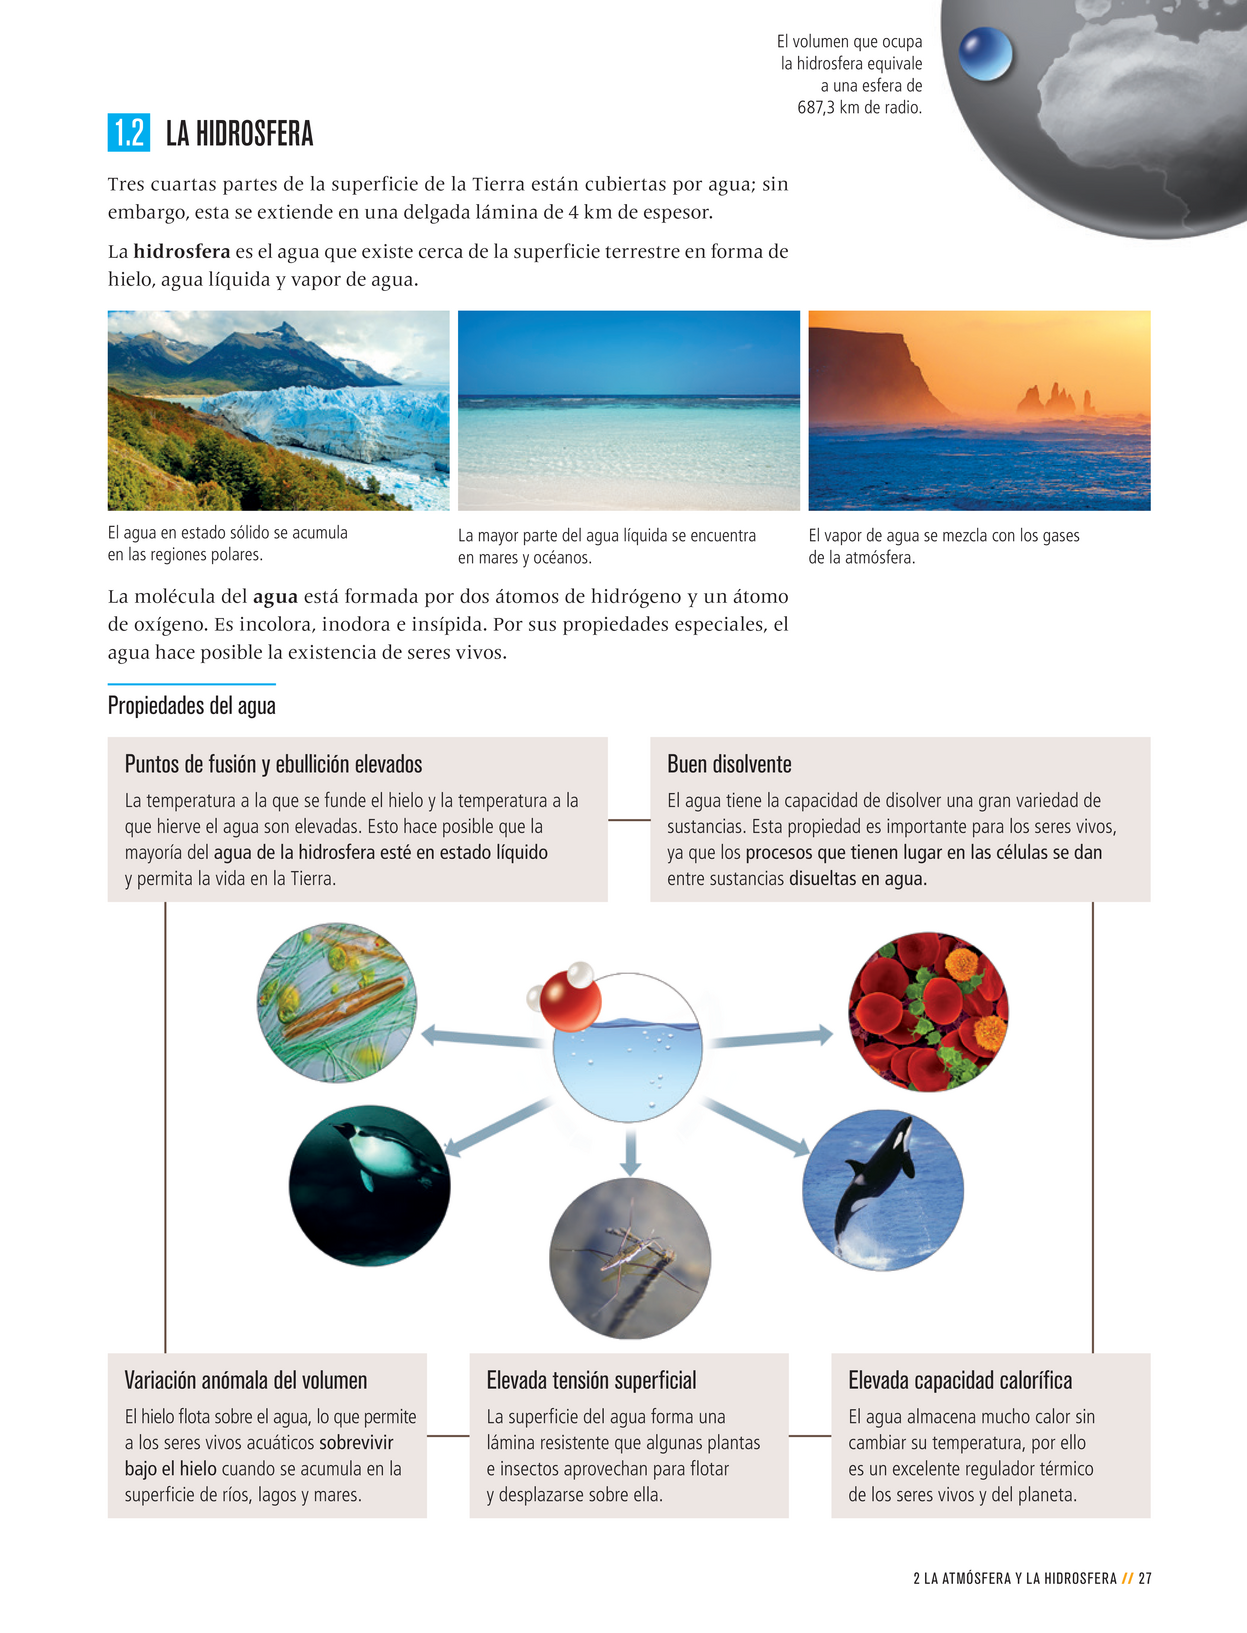 El volumen que ocupa
la hidrosfera equivale
a una esfera de
687,3 km de radio.
1.2 LA HIDROSFERA
Tres cuartas partes de la superficie de la Tierra están cubiertas por agua; sin
embargo, esta se extiende en una delgada lámina de 4 km de espesor.
La hidrosfera es el agua que existe cerca de la superficie terrestre en forma de
hielo, agua líquida y vapor de agua.
El agua en estado sólido se acumula
en las regiones polares.
La mayor parte del agua líquida se encuentra
en mares y océanos.
El vapor de agua se mezcla con los gases
de la atmósfera.
La molécula del agua está formada por dos átomos de hidrógeno y un átomo
de oxígeno. Es incolora, inodora e insípida. Por sus propiedades especiales, el
agua hace posible la existencia de seres vivos.
Propiedades del agua
Puntos de fusión y ebullición elevados
La temperatura a la que se funde el hielo y la temperatura a la
que hierve el agua son elevadas. Esto hace posible que la
mayoría del agua de la hidrosfera esté en estado líquido
y permita la vida en la Tierra.
Buen disolvente
El agua tiene la capacidad de disolver una gran variedad de
sustancias. Esta propiedad es importante para los seres vivos,
ya que los procesos que tienen lugar en las células se dan
entre sustancias disueltas en agua.
Variación anómala del volumen
El hielo flota sobre el agua, lo que permite
a los seres vivos acuáticos sobrevivir
bajo el hielo cuando se acumula en la
superficie de ríos, lagos y mares.
Elevada tensión superficial
La superficie del agua forma una
lámina resistente que algunas plantas
e insectos aprovechan para flotar
y desplazarse sobre ella.
Elevada capacidad calorífica
El agua almacena mucho calor sin
cambiar su temperatura, por ello
es un excelente regulador térmico
de los seres vivos y del planeta.
2 LA ATMÓSFERA Y LA HIDROSFERA // 27